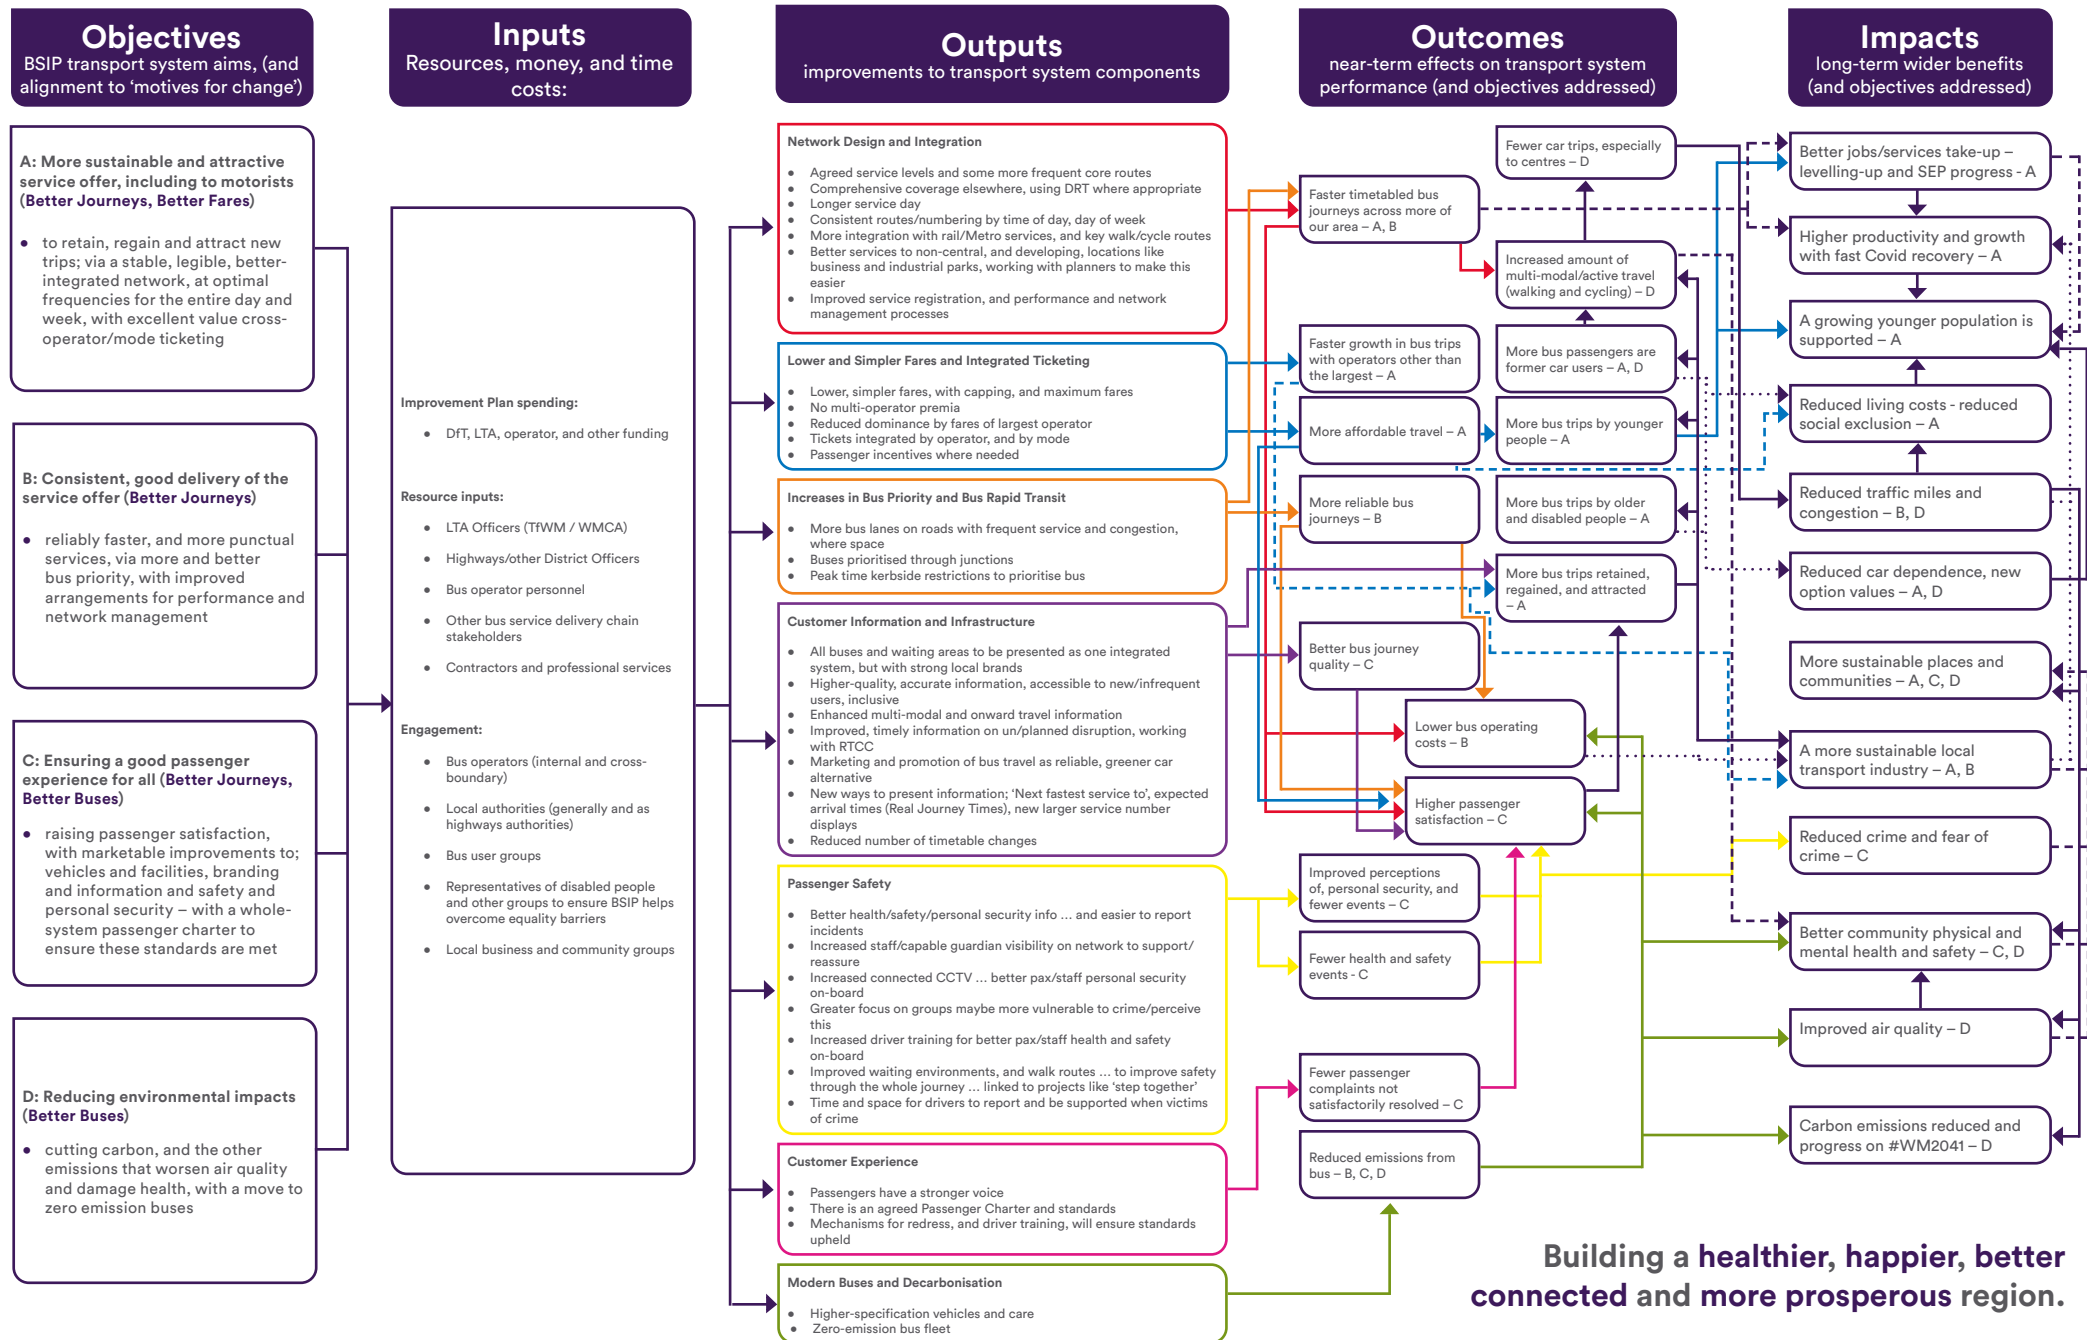 Objectives
BSIP transport system aims, (and
alignment to ‘motives for change’)
A: More sustainable and attractive
service offer, including to motorists
(Better Journeys, Better Fares)
• to retain, regain and attract new
trips; via a stable, legible, better-
integrated network, at optimal
frequencies for the entire day and
week, with excellent value cross-
operator/mode ticketing
B: Consistent, good delivery of the
service offer (Better Journeys)
• reliably faster, and more punctual
services, via more and better
bus priority, with improved
arrangements for performance and
network management
C: Ensuring a good passenger
experience for all (Better Journeys,
Better Buses)
• raising passenger satisfaction,
with marketable improvements to;
vehicles and facilities, branding
and information and safety and
personal security – with a whole-
system passenger charter to
ensure these standards are met
D: Reducing environmental impacts
(Better Buses)
• cutting carbon, and the other
emissions that worsen air quality
and damage health, with a move to
zero emission buses
Inputs
Resources, money, and time
costs:
Improvement Plan spending:
• DfT, LTA, operator, and other funding
Resource inputs:
• LTA Officers (TfWM / WMCA)
• Highways/other District Officers
• Bus operator personnel
• Other bus service delivery chain
stakeholders
• Contractors and professional services
Engagement:
• Bus operators (internal and cross-
boundary)
• Local authorities (generally and as
highways authorities)
• Bus user groups
• Representatives of disabled people
and other groups to ensure BSIP helps
overcome equality barriers
• Local business and community groups
Outputs
improvements to transport system components
Network Design and Integration
• Agreed service levels and some more frequent core routes
• Comprehensive coverage elsewhere, using DRT where appropriate
• Longer service day
• Consistent routes/numbering by time of day, day of week
• More integration with rail/Metro services, and key walk/cycle routes
• Better services to non-central, and developing, locations like
business and industrial parks, working with planners to make this
easier
• Improved service registration, and performance and network
management processes
Lower and Simpler Fares and Integrated Ticketing
• Lower, simpler fares, with capping, and maximum fares
• No multi-operator premia
• Reduced dominance by fares of largest operator
• Tickets integrated by operator, and by mode
• Passenger incentives where needed
Increases in Bus Priority and Bus Rapid Transit
• More bus lanes on roads with frequent service and congestion,
where space
• Buses prioritised through junctions
• Peak time kerbside restrictions to prioritise bus
Customer Information and Infrastructure
• All buses and waiting areas to be presented as one integrated
system, but with strong local brands
• Higher-quality, accurate information, accessible to new/infrequent
users, inclusive
• Enhanced multi-modal and onward travel information
• Improved, timely information on un/planned disruption, working
with RTCC
• Marketing and promotion of bus travel as reliable, greener car
alternative
• New ways to present information; ‘Next fastest service to’, expected
arrival times (Real Journey Times), new larger service number
displays
• Reduced number of timetable changes
Passenger Safety
• Better health/safety/personal security info ... and easier to report
incidents
• Increased staff/capable guardian visibility on network to support/
reassure
• Increased connected CCTV ... better pax/staff personal security
on-board
• Greater focus on groups maybe more vulnerable to crime/perceive
this
• Increased driver training for better pax/staff health and safety
on-board
• Improved waiting environments, and walk routes ... to improve safety
through the whole journey ... linked to projects like ‘step together’
• Time and space for drivers to report and be supported when victims
of crime
Customer Experience
• Passengers have a stronger voice
• There is an agreed Passenger Charter and standards
• Mechanisms for redress, and driver training, will ensure standards
upheld
Modern Buses and Decarbonisation
• Higher-specification vehicles and care
• Zero-emission bus fleet
Outcomes
near-term effects on transport system
performance (and objectives addressed)
Fewer car trips, especially
to centres – D
Faster timetabled bus
journeys across more of
our area – A, B
Increased amount of
multi-modal/active travel
(walking and cycling) – D
Faster growth in bus trips
with operators other than
the largest – A
More bus passengers are
former car users – A, D
More affordable travel – A
More bus trips by younger
people – A
More reliable bus
journeys – B
More bus trips by older
and disabled people – A
More bus trips retained,
regained, and attracted
– A
Better bus journey
quality – C
Lower bus operating
costs – B
Higher passenger
satisfaction – C
Improved perceptions
of, personal security, and
fewer events – C
Fewer health and safety
events - C
Fewer passenger
complaints not
satisfactorily resolved – C
Reduced emissions from
bus – B, C, D
Impacts
long-term wider benefits
(and objectives addressed)
Better jobs/services take-up –
levelling-up and SEP progress - A
Higher productivity and growth
with fast Covid recovery – A
A growing younger population is
supported – A
Reduced living costs - reduced
social exclusion – A
Reduced traffic miles and
congestion – B, D
Reduced car dependence, new
option values – A, D
More sustainable places and
communities – A, C, D
A more sustainable local
transport industry – A, B
Reduced crime and fear of
crime – C
Better community physical and
mental health and safety – C, D
Improved air quality – D
Carbon emissions reduced and
progress on #WM2041 – D
Building a healthier, happier, better
connected and more prosperous region.